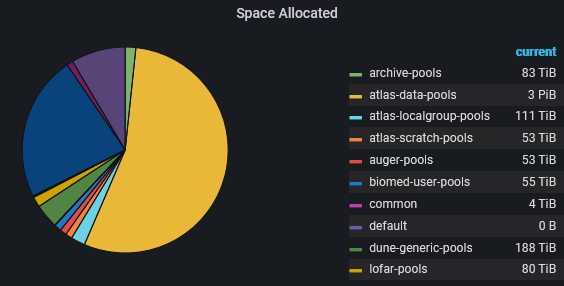 Space Allocated
current
archive-pools 83 TiB
atlas-data-pools 3 PiB
atlas-localgroup-pools 111 TiB
atlas-scratch-pools 53 TiB
auger-pools 53 TiB
biomed-user-pools 55 TiB
common 4 TiB
default 0 B
dune-generic-pools 188 TiB
lofar-pools 80 TiB